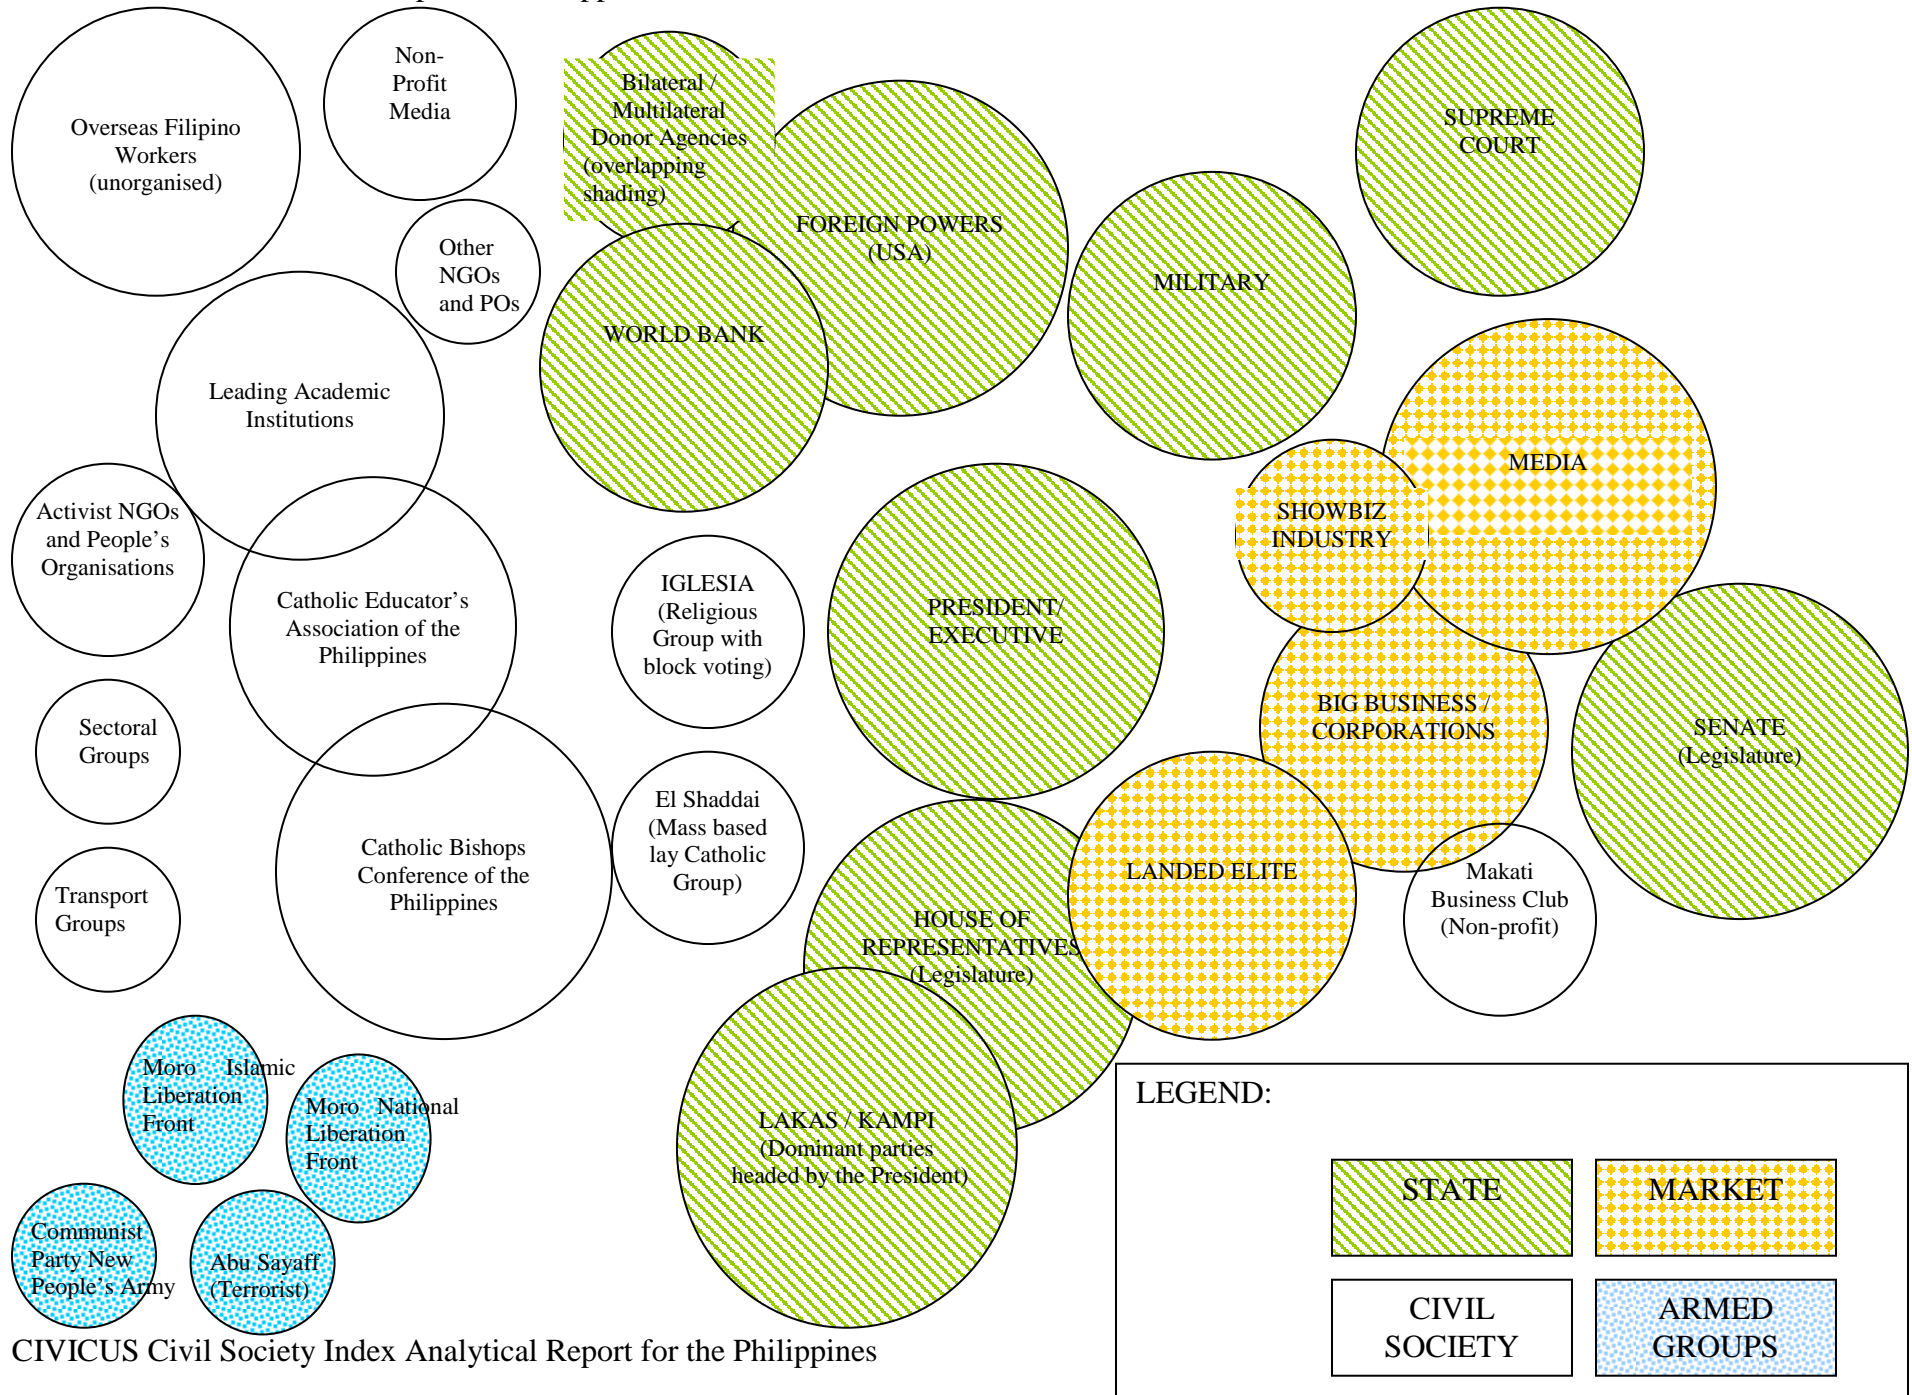 Non-
Profit
Media
Overseas Filipino
Workers
(unorganised)
Bilateral /
Multilateral
Donor Agencies
(overlapping
shading)
SUPREME
COURT
Other
NGOs
and POs
FOREIGN POWERS
(USA)
MILITARY
WORLD BANK
Leading Academic
Institutions
MEDIA
SHOWBIZ
INDUSTRY
Activist NGOs
and People’s
Organisations
Catholic Educator’s
Association of the
Philippines
IGLESIA
(Religious
Group with
block voting)
PRESIDENT/
EXECUTIVE
BIG BUSINESS /
CORPORATIONS
SENATE
(Legislature)
Sectoral
Groups
El Shaddai
(Mass based
lay Catholic
Group)
Catholic Bishops
Conference of the
Philippines
LANDED ELITE
Makati
Business Club
(Non-profit)
Transport
Groups
HOUSE OF
REPRESENTATIVES
(Legislature)
Moro Islamic
Liberation
Front
Moro National
Liberation
Front
LAKAS / KAMPI
(Dominant parties
headed by the President)
Communist
Party New
People’s Army
Abu Sayaff
(Terrorist)
LEGEND:
STATE
MARKET
CIVIL
SOCIETY
ARMED
GROUPS
CIVICUS Civil Society Index Analytical Report for the Philippines